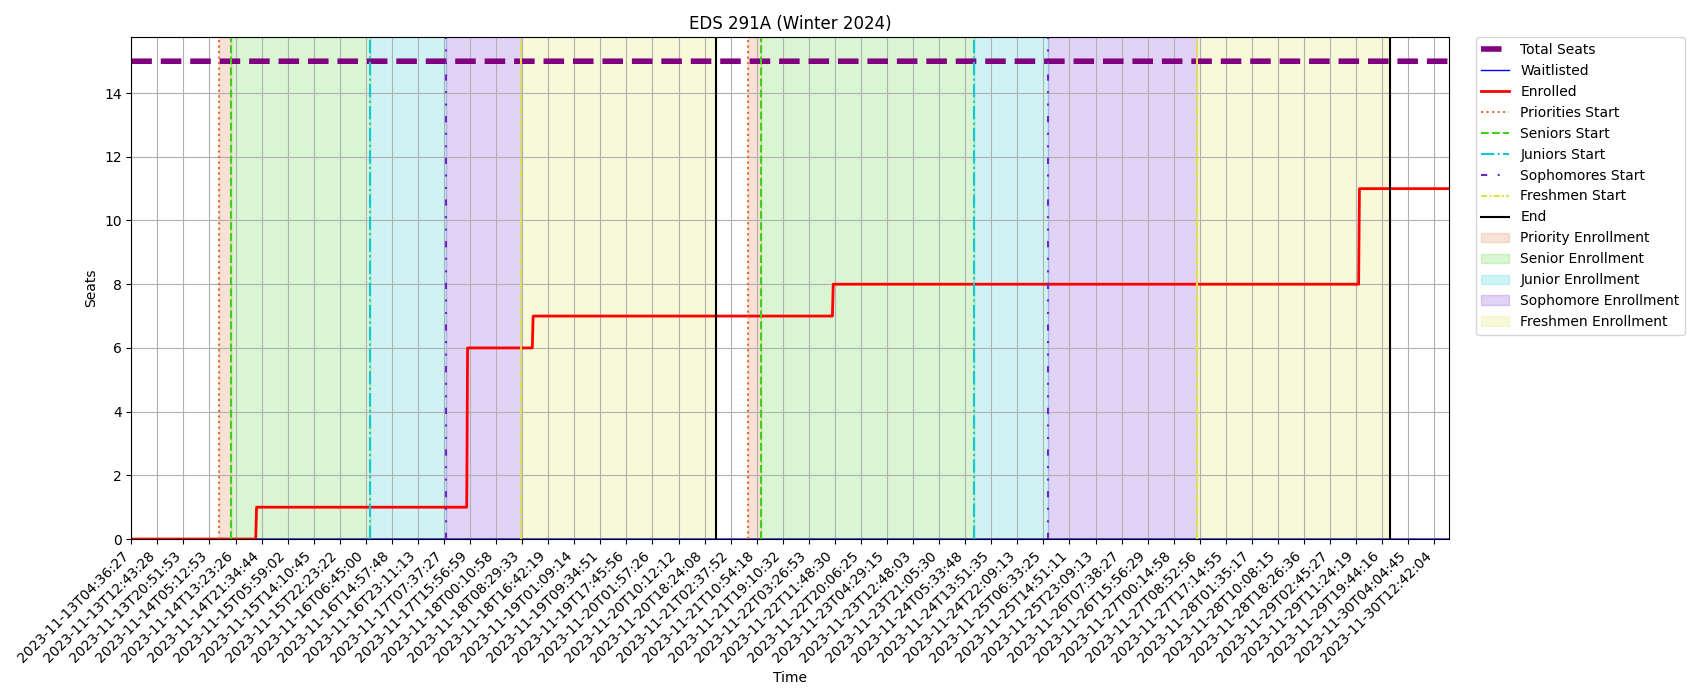 EDS 291A (Winter 2024)
Seats
14
12
10
8
6
4
2
0
2023-11-13T04:36:27
2023-11-13T12:43:28
2023-11-13T20:51:53
2023-11-14T05:12:53
2023-11-14T13:23:26
2023-11-14T21:34:44
2023-11-15T05:59:02
2023-11-15T14:10:45
2023-11-15T22:23:22
2023-11-16T06:45:00
2023-11-16T14:57:48
2023-11-16T23:11:13
2023-11-17T07:37:27
2023-11-17T15:56:59
2023-11-18T00:10:58
2023-11-18T08:29:33
2023-11-18T16:42:19
2023-11-19T01:09:14
2023-11-19T09:34:51
2023-11-19T17:45:56
2023-11-20T01:57:26
2023-11-20T10:12:12
2023-11-20T18:24:08
2023-11-21T02:37:52
2023-11-21T10:54:18
2023-11-21T19:10:32
2023-11-22T03:26:53
2023-11-22T11:48:30
2023-11-22T20:06:25
2023-11-23T04:29:15
2023-11-23T12:48:03
2023-11-23T21:05:30
2023-11-24T05:33:48
2023-11-24T13:51:35
2023-11-24T22:09:13
2023-11-25T06:33:25
2023-11-25T14:51:11
2023-11-25T23:09:13
2023-11-26T07:38:27
2023-11-26T15:56:29
2023-11-27T00:14:58
2023-11-27T08:52:56
2023-11-27T17:14:55
2023-11-28T01:35:17
2023-11-28T10:08:15
2023-11-28T18:26:36
2023-11-29T02:45:27
2023-11-29T11:24:19
2023-11-29T19:44:16
2023-11-30T04:04:45
2023-11-30T12:42:04
Time
Total Seats
Waitlisted
Enrolled
Priorities Start
Seniors Start
Juniors Start
Sophomores Start
Freshmen Start
End
Priority Enrollment
Senior Enrollment
Junior Enrollment
Sophomore Enrollment
Freshmen Enrollment